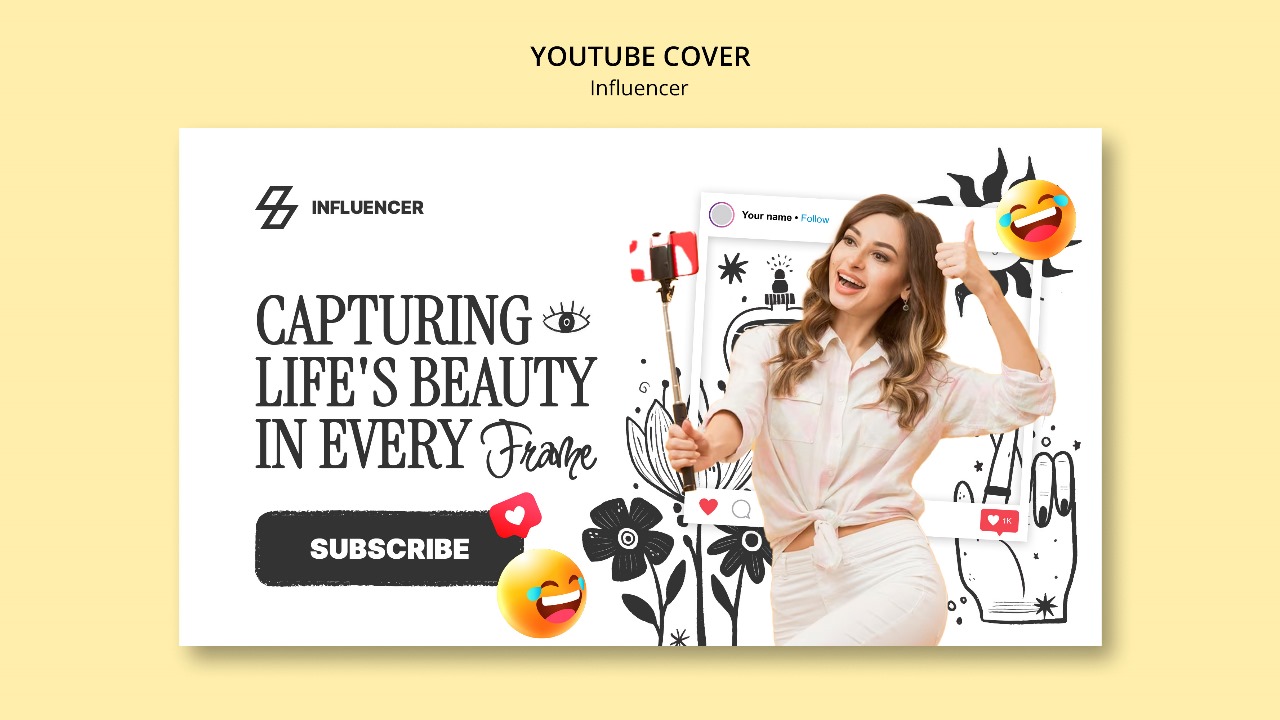 YOUTUBE COVER
Influencer
INFLUENCER
Your name • Follow
CAPTURING
LIFE'S BEAUTY
IN EVERY Frame
SUBSCRIBE
1K